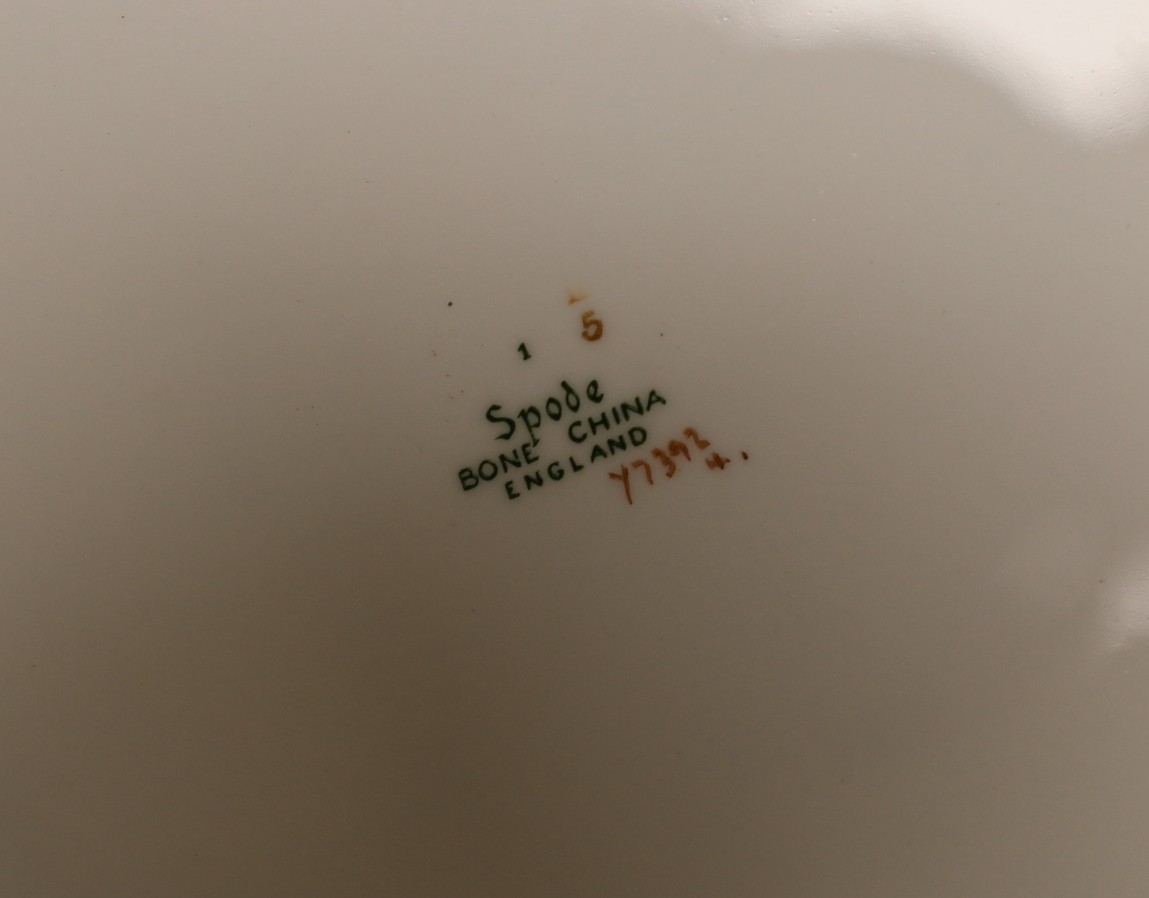 1 5
Spode
BONE CHINA
ENGLAND
Y7392